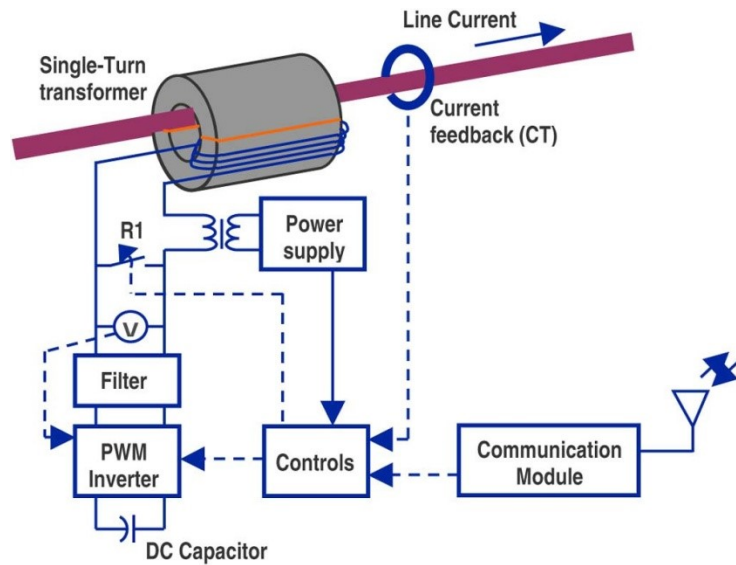 Line Current
Single-Turn
transformer
Current
feedback (CT)
R1
Power
supply
V
Filter
PWM
Inverter
Controls
Communication
Module
DC Capacitor